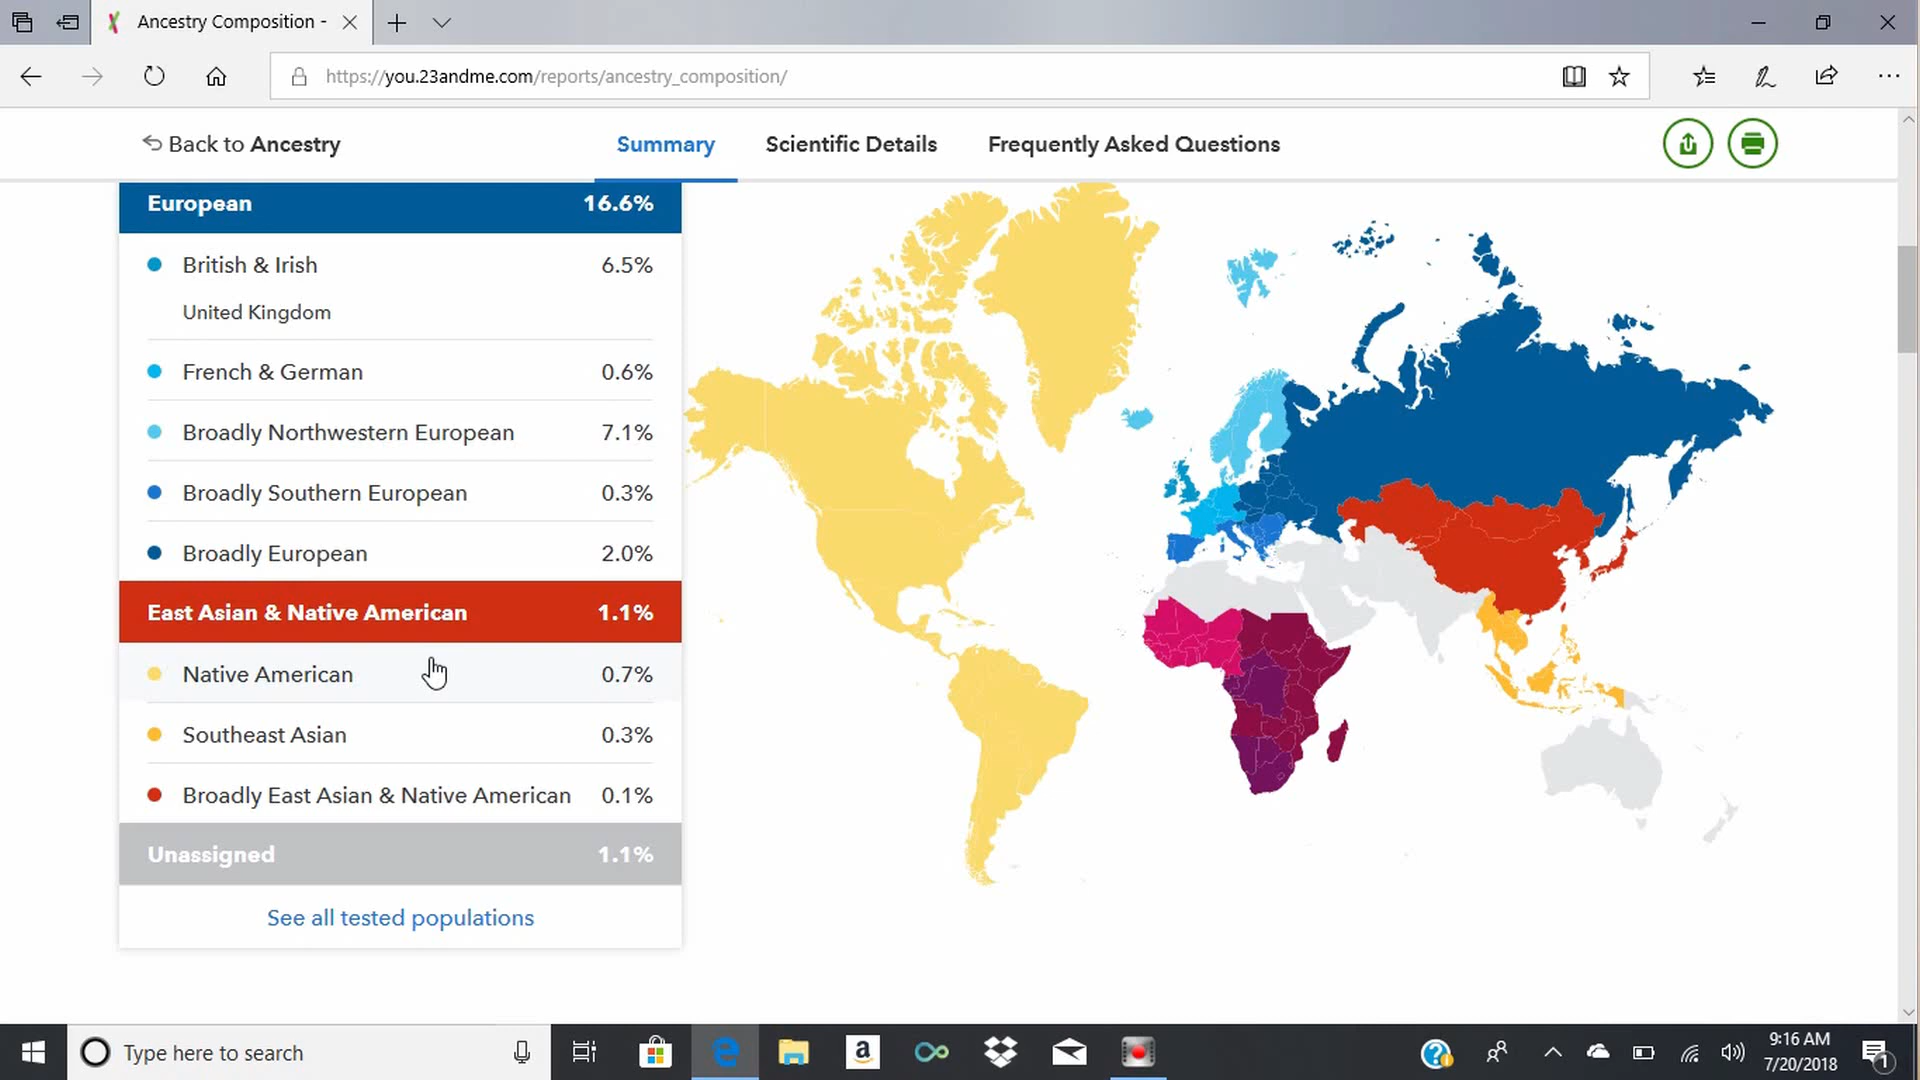 Ancestry Composition -
https://you.23andme.com/reports/ancestry_composition/
Back to Ancestry
Summary
Scientific Details
Frequently Asked Questions
European 16.6%
British & Irish 6.5%
United Kingdom
French & German 0.6%
Broadly Northwestern European 7.1%
Broadly Southern European 0.3%
Broadly European 2.0%
East Asian & Native American 1.1%
Native American 0.7%
Southeast Asian 0.3%
Broadly East Asian & Native American 0.1%
Unassigned 1.1%
See all tested populations
Type here to search
a
9:16 AM
7/20/2018
1